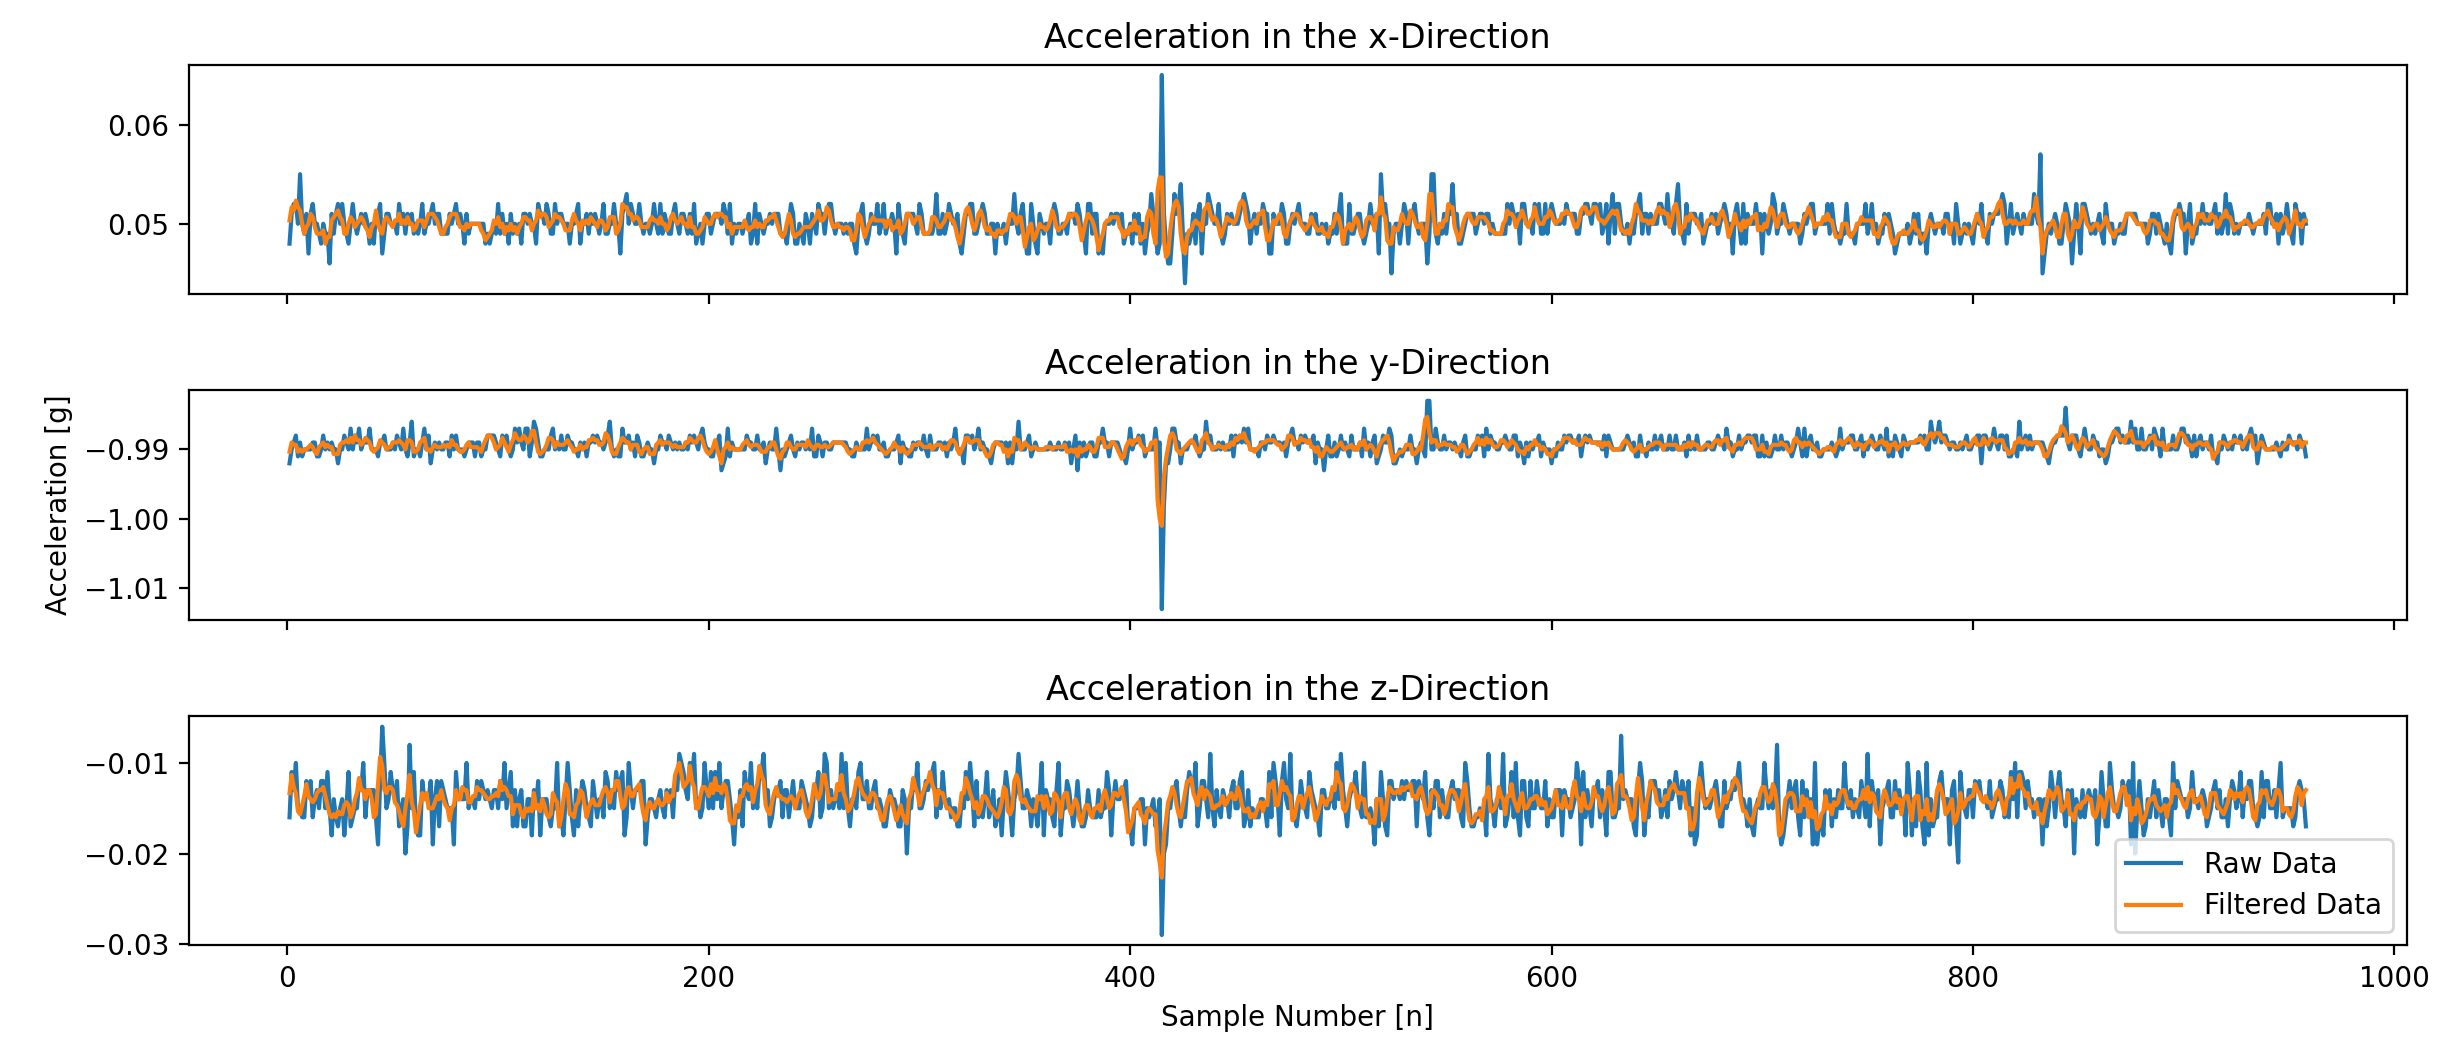 Acceleration in the x-Direction
0.06
0.05
Acceleration in the y-Direction
−0.99
−1.00
−1.01
Acceleration [g]
Acceleration in the z-Direction
−0.01
−0.02
−0.03
Raw Data
Filtered Data
0 200 400 600 800 1000
Sample Number [n]